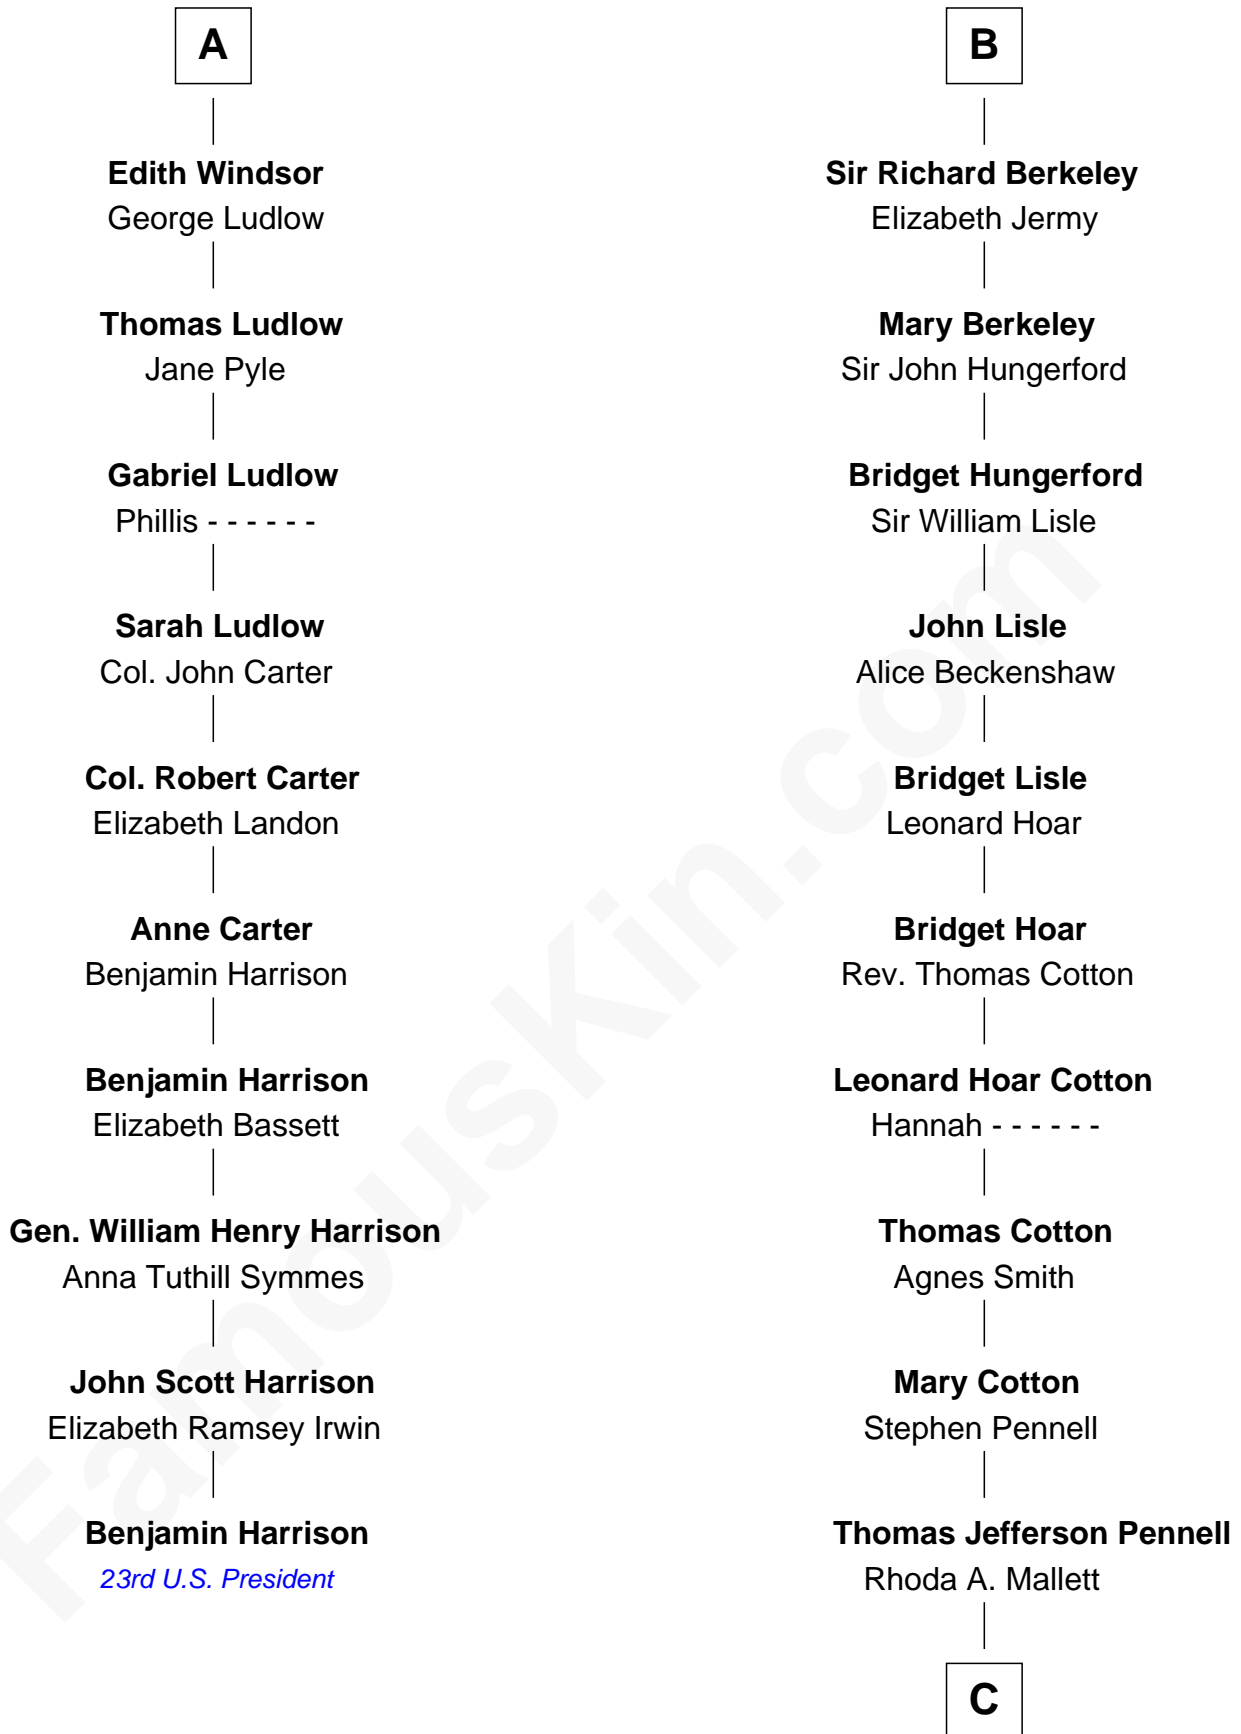 A
Edith Windsor
George Ludlow
Thomas Ludlow
Jane Pyle
Gabriel Ludlow
Phillis - - - - - -
Sarah Ludlow
Col. John Carter
Col. Robert Carter
Elizabeth Landon
Anne Carter
Benjamin Harrison
Benjamin Harrison
Elizabeth Bassett
Gen. William Henry Harrison
Anna Tuthill Symmes
John Scott Harrison
Elizabeth Ramsey Irwin
Benjamin Harrison
23rd U.S. President
B
Sir Richard Berkeley
Elizabeth Jermy
Mary Berkeley
Sir John Hungerford
Bridget Hungerford
Sir William Lisle
John Lisle
Alice Beckenshaw
Bridget Lisle
Leonard Hoar
Bridget Hoar
Rev. Thomas Cotton
Leonard Hoar Cotton
Hannah - - - - - -
Thomas Cotton
Agnes Smith
Mary Cotton
Stephen Pennell
Thomas Jefferson Pennell
Rhoda A. Mallett
C
FamousKin.com